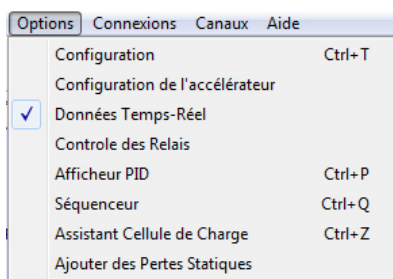 Options Connexions Canaux Aide
Configuration Ctrl+T
Configuration de l'accélérateur
Données Temps-Réel
Controle des Relais
Afficheur PID Ctrl+P
Séquenceur Ctrl+Q
Assistant Cellule de Charge Ctrl+Z
Ajouter des Pertes Statiques